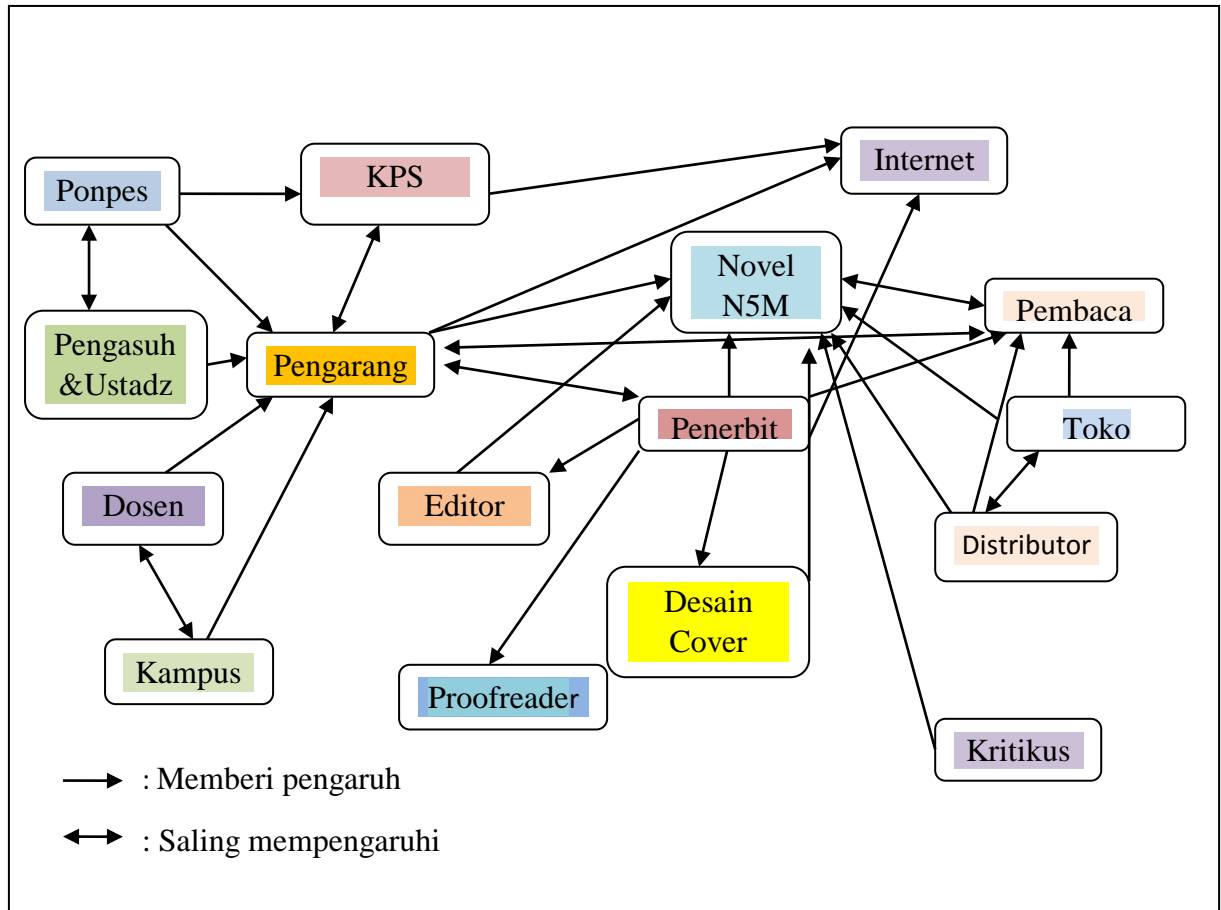 Internet
KPS
Ponpes
Novel
N5M
Pembaca
Pengasuh
&Ustadz
Pengarang
Penerbit
Toko
Dosen
Editor
Distributor
Desain
Cover
Kampus
Proofreader
Kritikus
: Memberi pengaruh
: Saling mempengaruhi